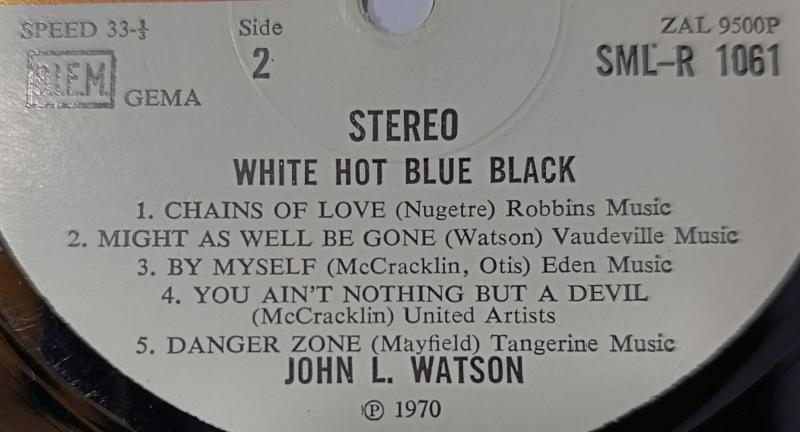 SPEED 33-⅓
Side
2
ZAL 9500P
SML-R 1061
B.I.E.M.
GEMA
STEREO
WHITE HOT BLUE BLACK
1. CHAINS OF LOVE (Nugetre) Robbins Music
2. MIGHT AS WELL BE GONE (Watson) Vaudeville Music
3. BY MYSELF (McCracklin, Otis) Eden Music
4. YOU AIN'T NOTHING BUT A DEVIL
(McCracklin) United Artists
5. DANGER ZONE (Mayfield) Tangerine Music
JOHN L. WATSON
℗ 1970